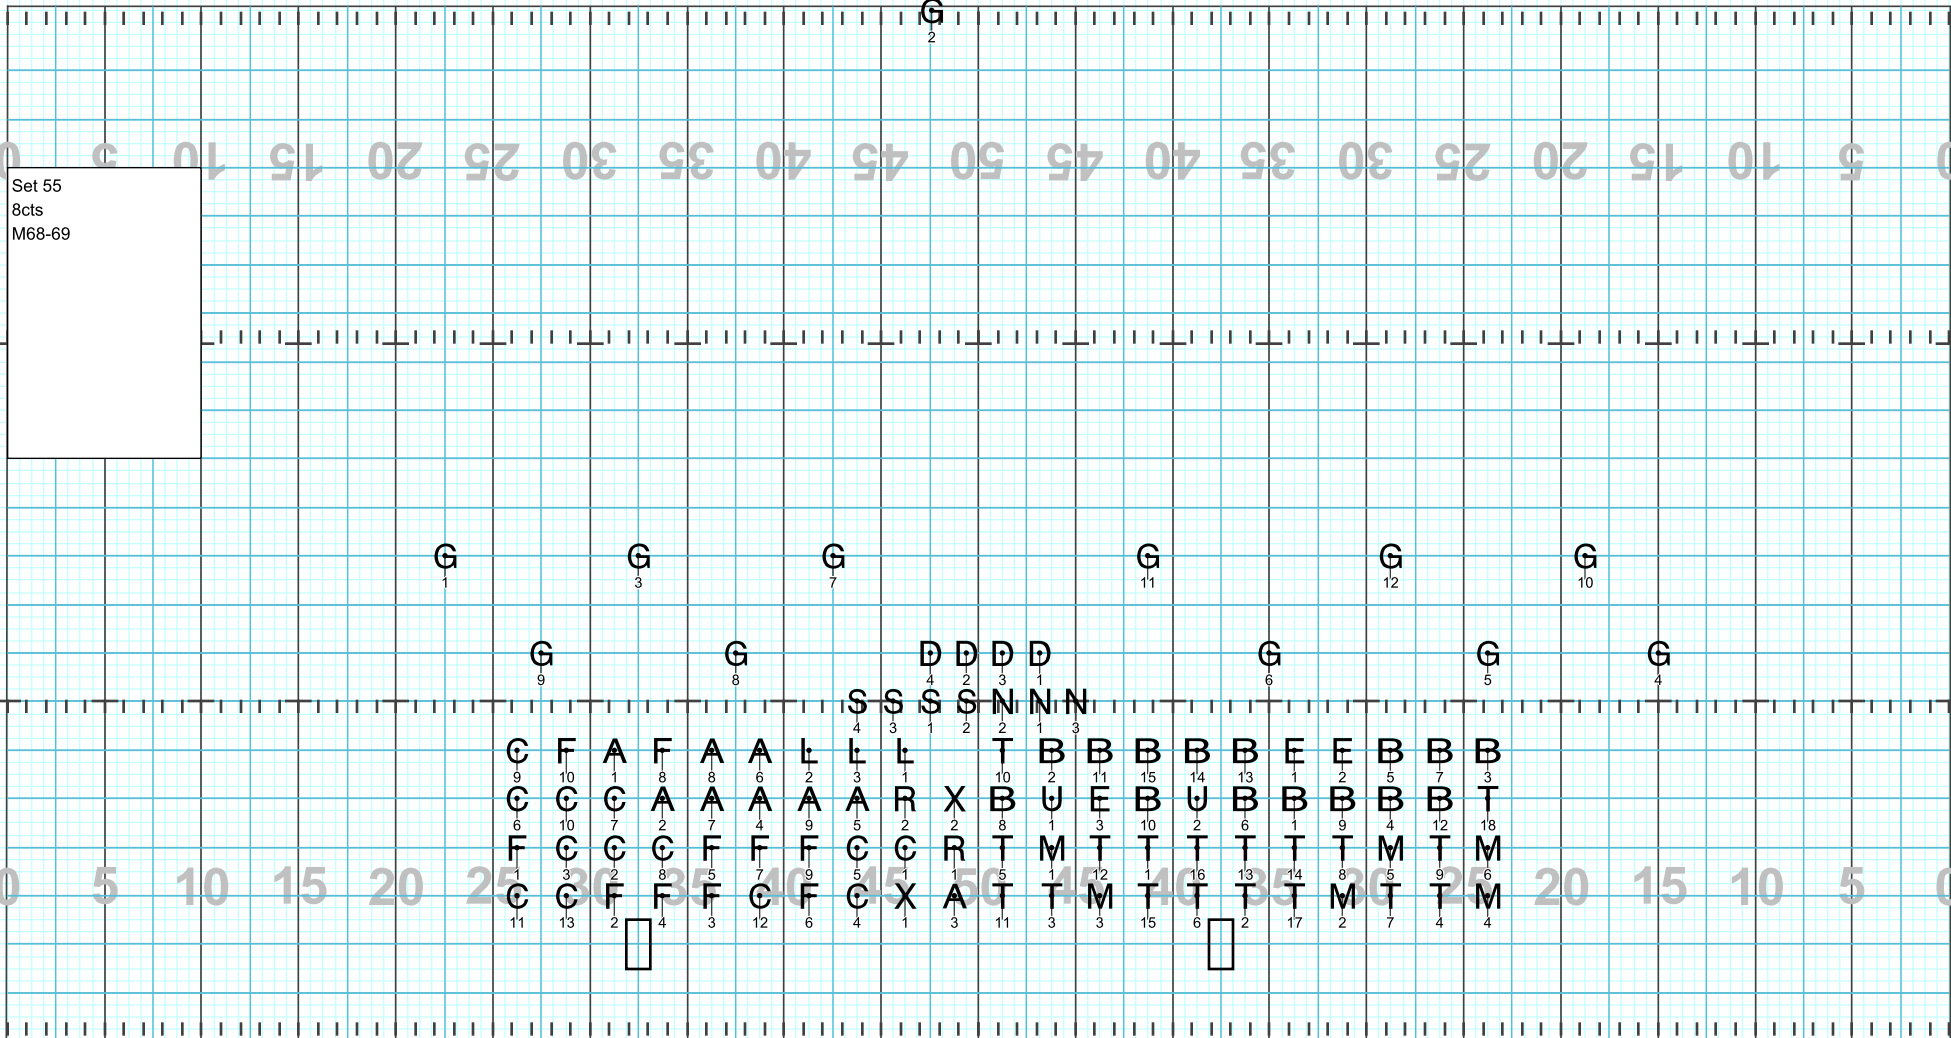 G
2
0 5 10 15 20 25 30 35 40 45 50 45 40 35 30 25 20 15 10 5 0
Set 55
8cts
M68-69
G G G G G G
1 3 7 11 12 10
G G D D D D G G G
9 8 4 2 3 1 6 5 4
S S S S N N N
4 3 1 2 2 1 3
C F A F A A L L L T B B B B B E E B B B
9 10 1 8 8 6 2 3 1 10 2 11 15 14 13 1 2 5 7 3
C C C A A A A A R X B U E B U B B B B B T
6 10 7 2 7 4 9 5 2 2 8 1 3 10 2 6 1 9 4 12 18
F C C C F F F C C R T M T T T T T T M T M
1 3 2 8 5 7 9 5 1 1 5 1 12 1 16 13 14 8 5 9 6
0 5 10 15 20 25 30 35 40 45 50 45 40 35 30 25 20 15 10 5 0
C C F F F C F C X A T T M T T T T M T T M
11 13 2 4 3 12 6 4 1 3 11 3 3 15 6 2 17 2 7 4 4